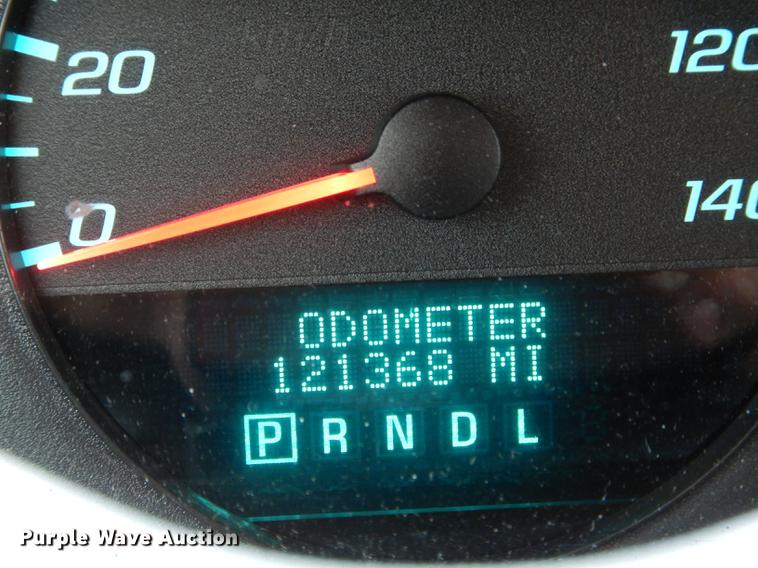 20
120
0
140
ODOMETER
121368 MI
P R N D L
Purple Wave Auction